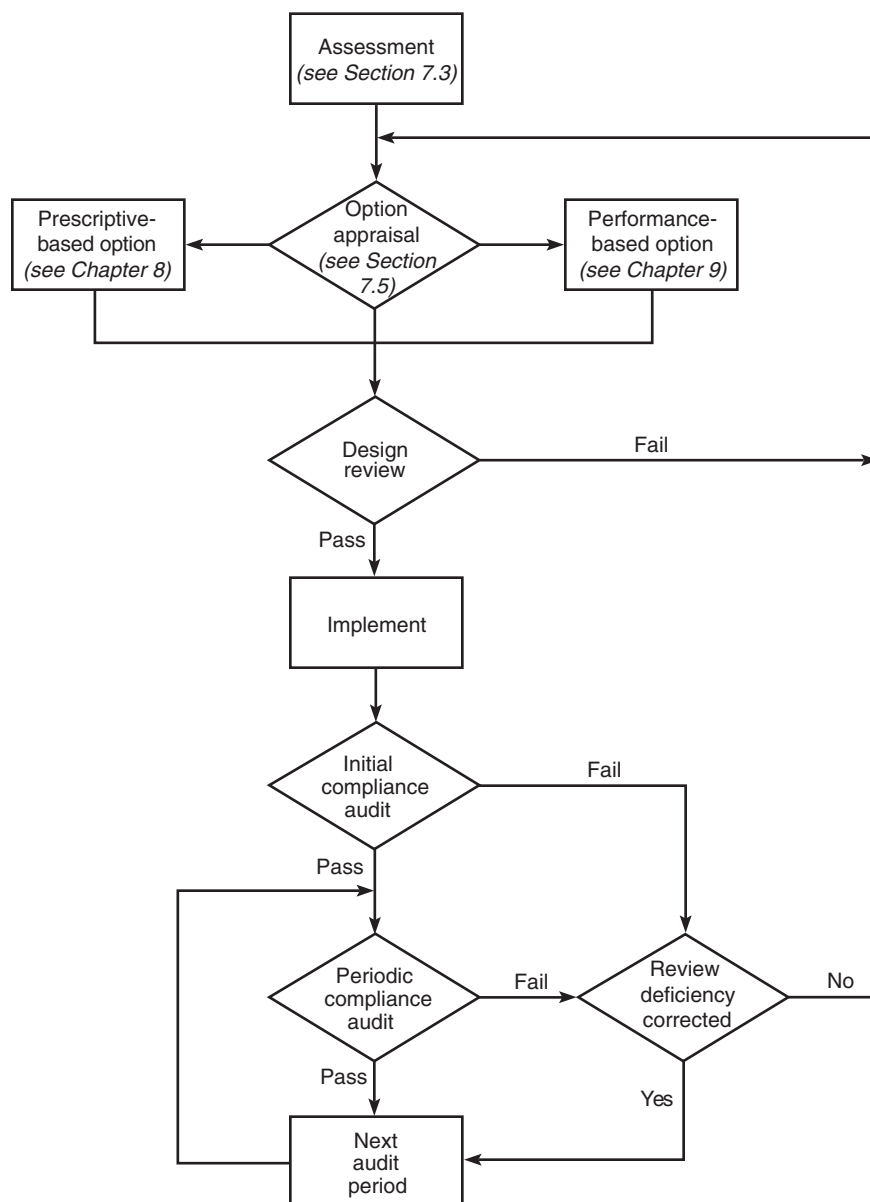 Assessment
(see Section 7.3)
Prescriptive-
based option
(see Chapter 8)
Option
appraisal
(see Section
7.5)
Performance-
based option
(see Chapter 9)
Design
review
Fail
Pass
Implement
Initial
compliance
audit
Fail
Pass
Periodic
compliance
audit
Fail
Review
deficiency
corrected
No
Pass
Yes
Next
audit
period